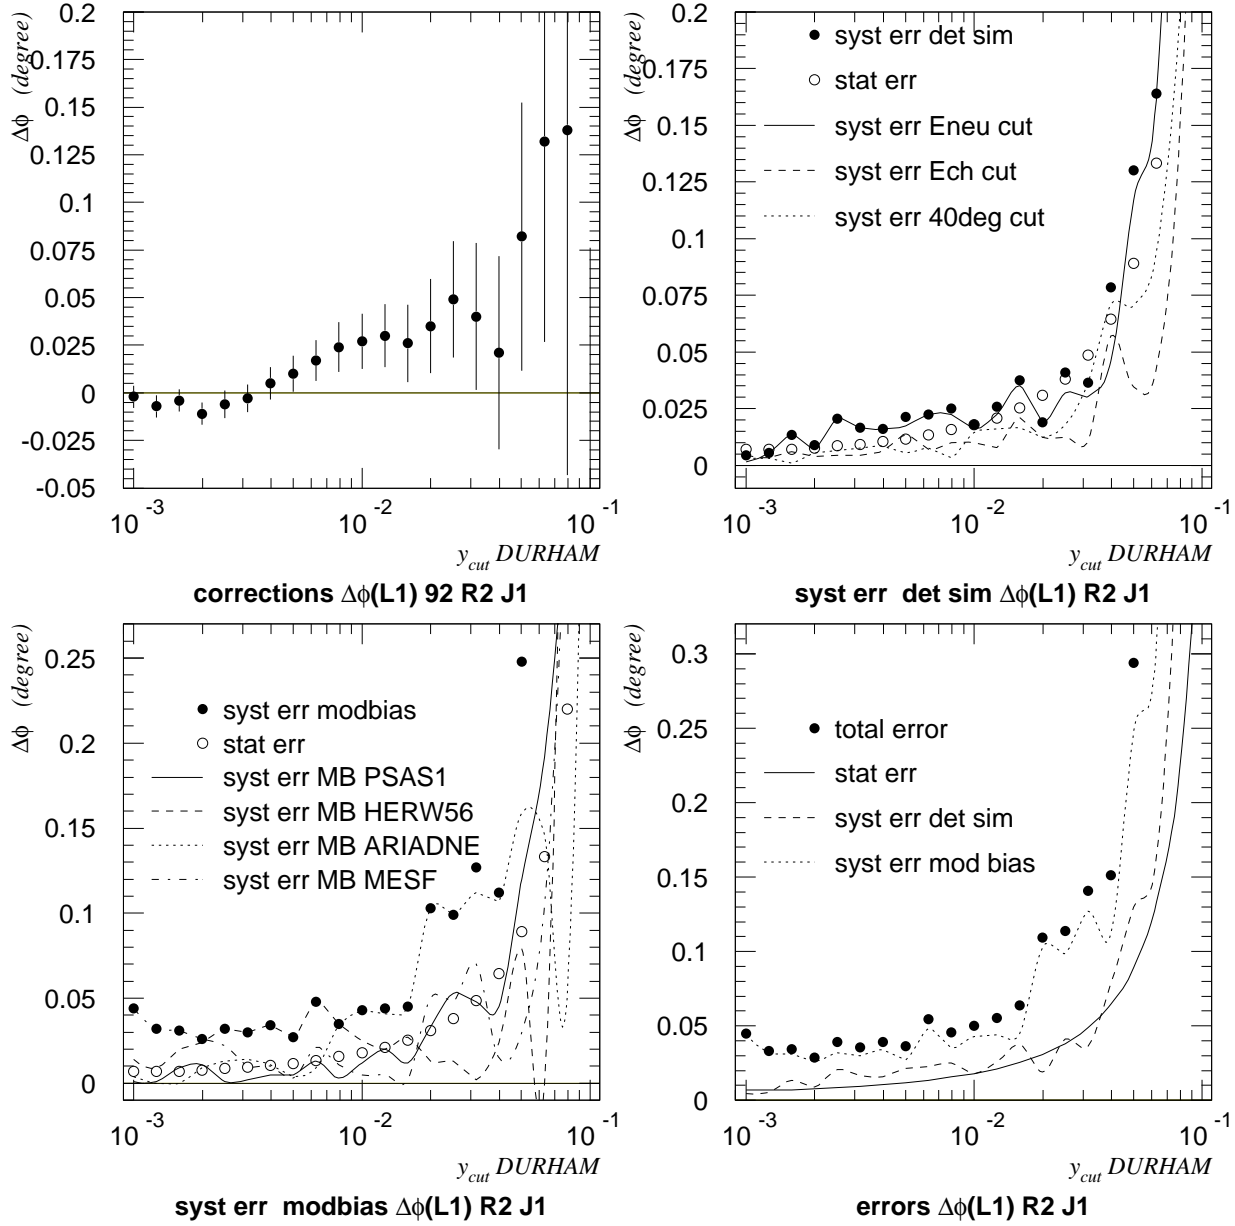 Δϕ (degree)
0.2
0.175
0.15
0.125
0.1
0.075
0.05
0.025
0
-0.025
-0.05
10 -3
10 -2
10 -1
y cut DURHAM
corrections Δϕ(L1) 92 R2 J1
Δϕ (degree)
0.2
0.175
0.15
0.125
0.1
0.075
0.05
0.025
0
syst err det sim
stat err
syst err Eneu cut
syst err Ech cut
syst err 40deg cut
10 -3
10 -2
10 -1
y cut DURHAM
syst err det sim Δϕ(L1) R2 J1
Δϕ (degree)
0.25
0.2
0.15
0.1
0.05
0
syst err modbias
stat err
syst err MB PSAS1
syst err MB HERW56
syst err MB ARIADNE
syst err MB MESF
10 -3
10 -2
10 -1
y cut DURHAM
syst err modbias Δϕ(L1) R2 J1
Δϕ (degree)
0.3
0.25
0.2
0.15
0.1
0.05
0
total error
stat err
syst err det sim
syst err mod bias
10 -3
10 -2
10 -1
y cut DURHAM
errors Δϕ(L1) R2 J1